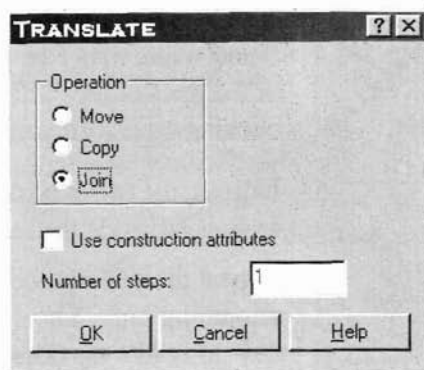 TRANSLATE
Operation
Move
Copy
Join
Use construction attributes
Number of steps: 1
OK Cancel Help